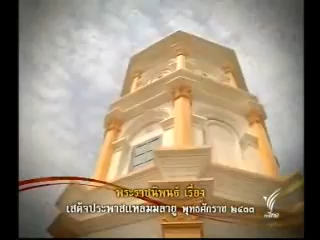 พระราชนิพนธ์ เรื่อง
เสด็จประพาสแหลมมลายู พุทธศักราช ๒๔๓๓